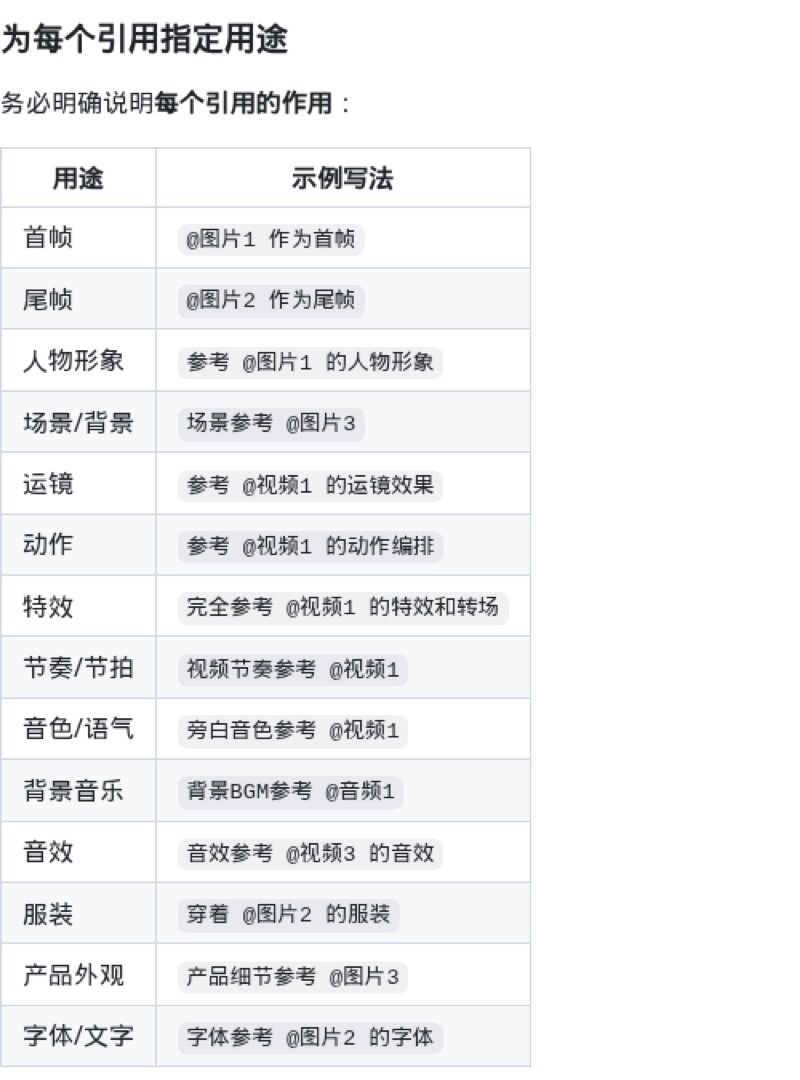 为每个引用指定用途
务必明确说明每个引用的作用：
用途 示例写法
首帧 @图片1 作为首帧
尾帧 @图片2 作为尾帧
人物形象 参考 @图片1 的人物形象
场景/背景 场景参考 @图片3
运镜 参考 @视频1 的运镜效果
动作 参考 @视频1 的动作编排
特效 完全参考 @视频1 的特效和转场
节奏/节拍 视频节奏参考 @视频1
音色/语气 旁白音色参考 @视频1
背景音乐 背景BGM参考 @音频1
音效 音效参考 @视频3 的音效
服装 穿着 @图片2 的服装
产品外观 产品细节参考 @图片3
字体/文字 字体参考 @图片2 的字体